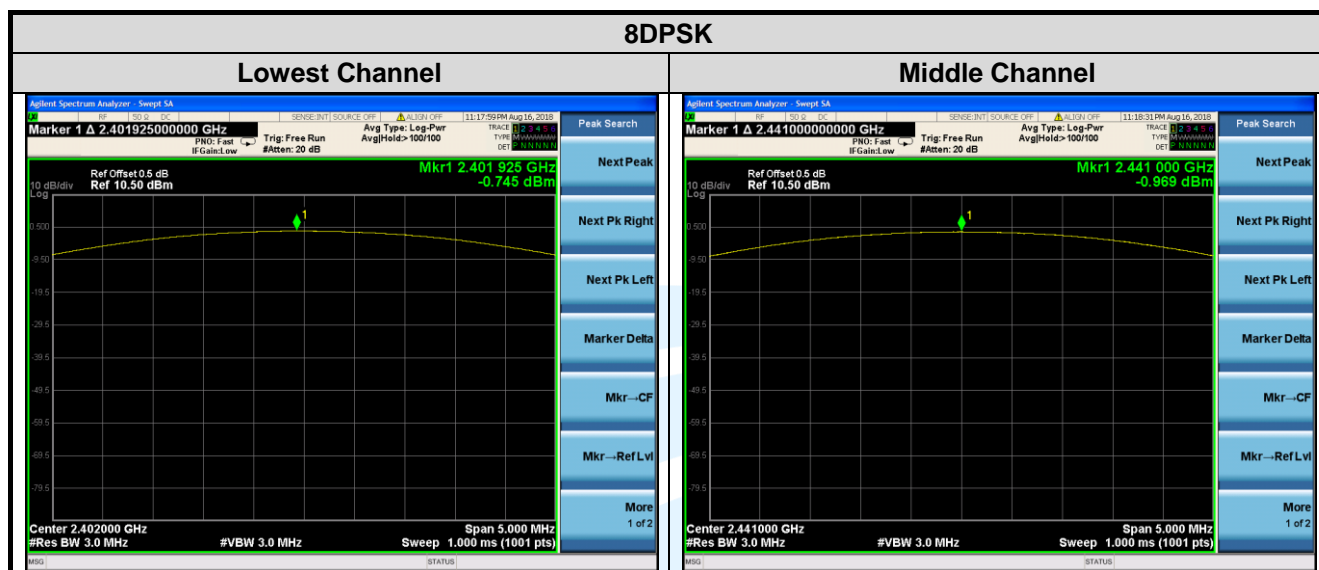 8DPSK
Lowest Channel
Middle Channel
Agilent Spectrum Analyzer - Swept SA
RF 50 Ω DC SENSE:INT SOURCE OFF ALIGN OFF 11:17:59 PM Aug 16, 2018
Marker 1 Δ 2.401925000000 GHz
PNO: Fast
IFGain:Low
Trig: Free Run
#Atten: 20 dB
Avg Type: Log-Pwr
Avg|Hold:>100/100
TRACE 1 2 3 4 5 6
TYPE
DET P N N N N N
Peak Search
Ref Offset 0.5 dB
10 dB/div Ref 10.50 dBm
Log
Mkr1 2.401 925 GHz
-0.745 dBm
1
0.500
-9.50
-19.5
-29.5
-39.5
-49.5
-59.5
-69.5
-79.5
Next Peak
Next Pk Right
Next Pk Left
Marker Delta
Mkr→CF
Mkr→Ref Lvl
More
1 of 2
Center 2.402000 GHz Span 5.000 MHz
#Res BW 3.0 MHz #VBW 3.0 MHz Sweep 1.000 ms (1001 pts)
MSG STATUS
Agilent Spectrum Analyzer - Swept SA
RF 50 Ω DC SENSE:INT SOURCE OFF ALIGN OFF 11:18:31 PM Aug 16, 2018
Marker 1 Δ 2.441000000000 GHz
PNO: Fast
IFGain:Low
Trig: Free Run
#Atten: 20 dB
Avg Type: Log-Pwr
Avg|Hold:>100/100
TRACE 1 2 3 4 5 6
TYPE
DET P N N N N N
Peak Search
Ref Offset 0.5 dB
10 dB/div Ref 10.50 dBm
Log
Mkr1 2.441 000 GHz
-0.969 dBm
1
0.500
-9.50
-19.5
-29.5
-39.5
-49.5
-59.5
-69.5
-79.5
Next Peak
Next Pk Right
Next Pk Left
Marker Delta
Mkr→CF
Mkr→Ref Lvl
More
1 of 2
Center 2.441000 GHz Span 5.000 MHz
#Res BW 3.0 MHz #VBW 3.0 MHz Sweep 1.000 ms (1001 pts)
MSG STATUS